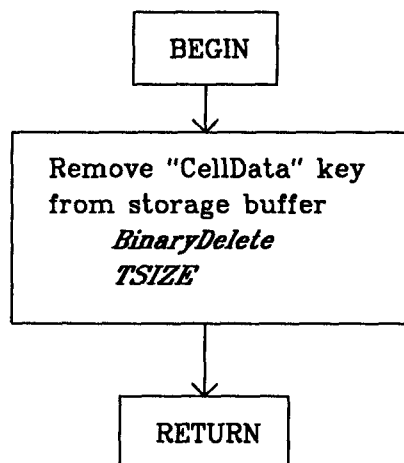 BEGIN
Remove "CellData" key
from storage buffer
BinaryDelete
TSIZE
RETURN